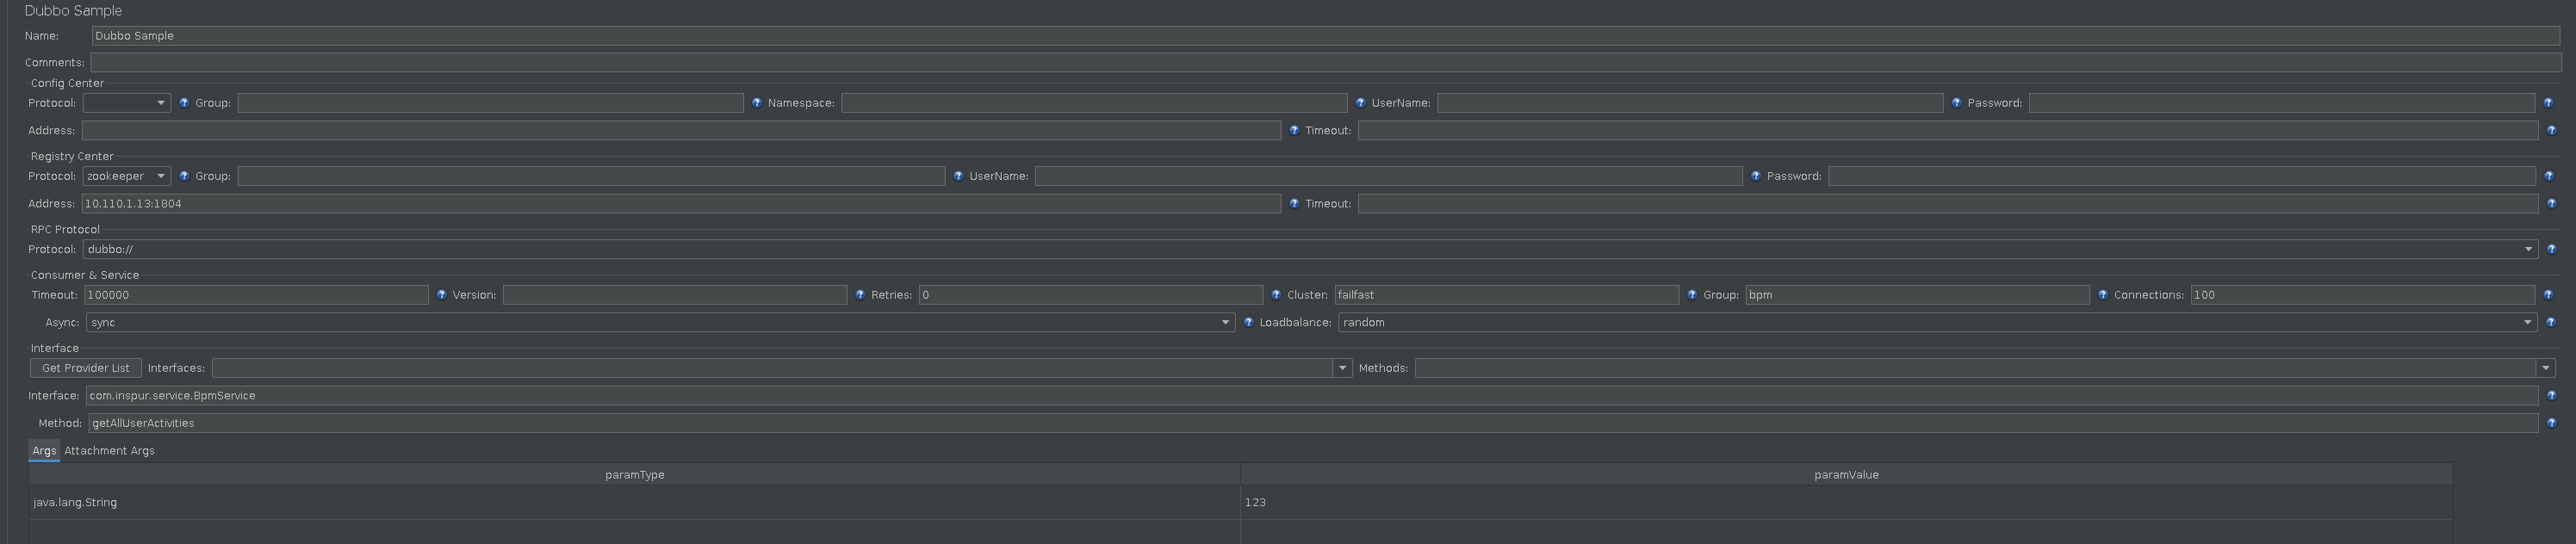 Dubbo Sample
Name: Dubbo Sample
Comments:
Config Center
Protocol: ? Group: ? Namespace: ? UserName: ? Password: ?
Address: ? Timeout: ?
Registry Center
Protocol: zookeeper ? Group: ? UserName: ? Password: ?
Address: 10.110.1.13:1804 ? Timeout: ?
RPC Protocol
Protocol: dubbo:// ?
Consumer & Service
Timeout: 100000 ? Version: ? Retries: 0 ? Cluster: failfast ? Group: bpm ? Connections: 100 ?
Async: sync ? Loadbalance: random ?
Interface
Get Provider List Interfaces: Methods:
Interface: com.inspur.service.BpmService ?
Method: getAllUserActivities ?
Args Attachment Args
paramType paramValue
java.lang.String 123